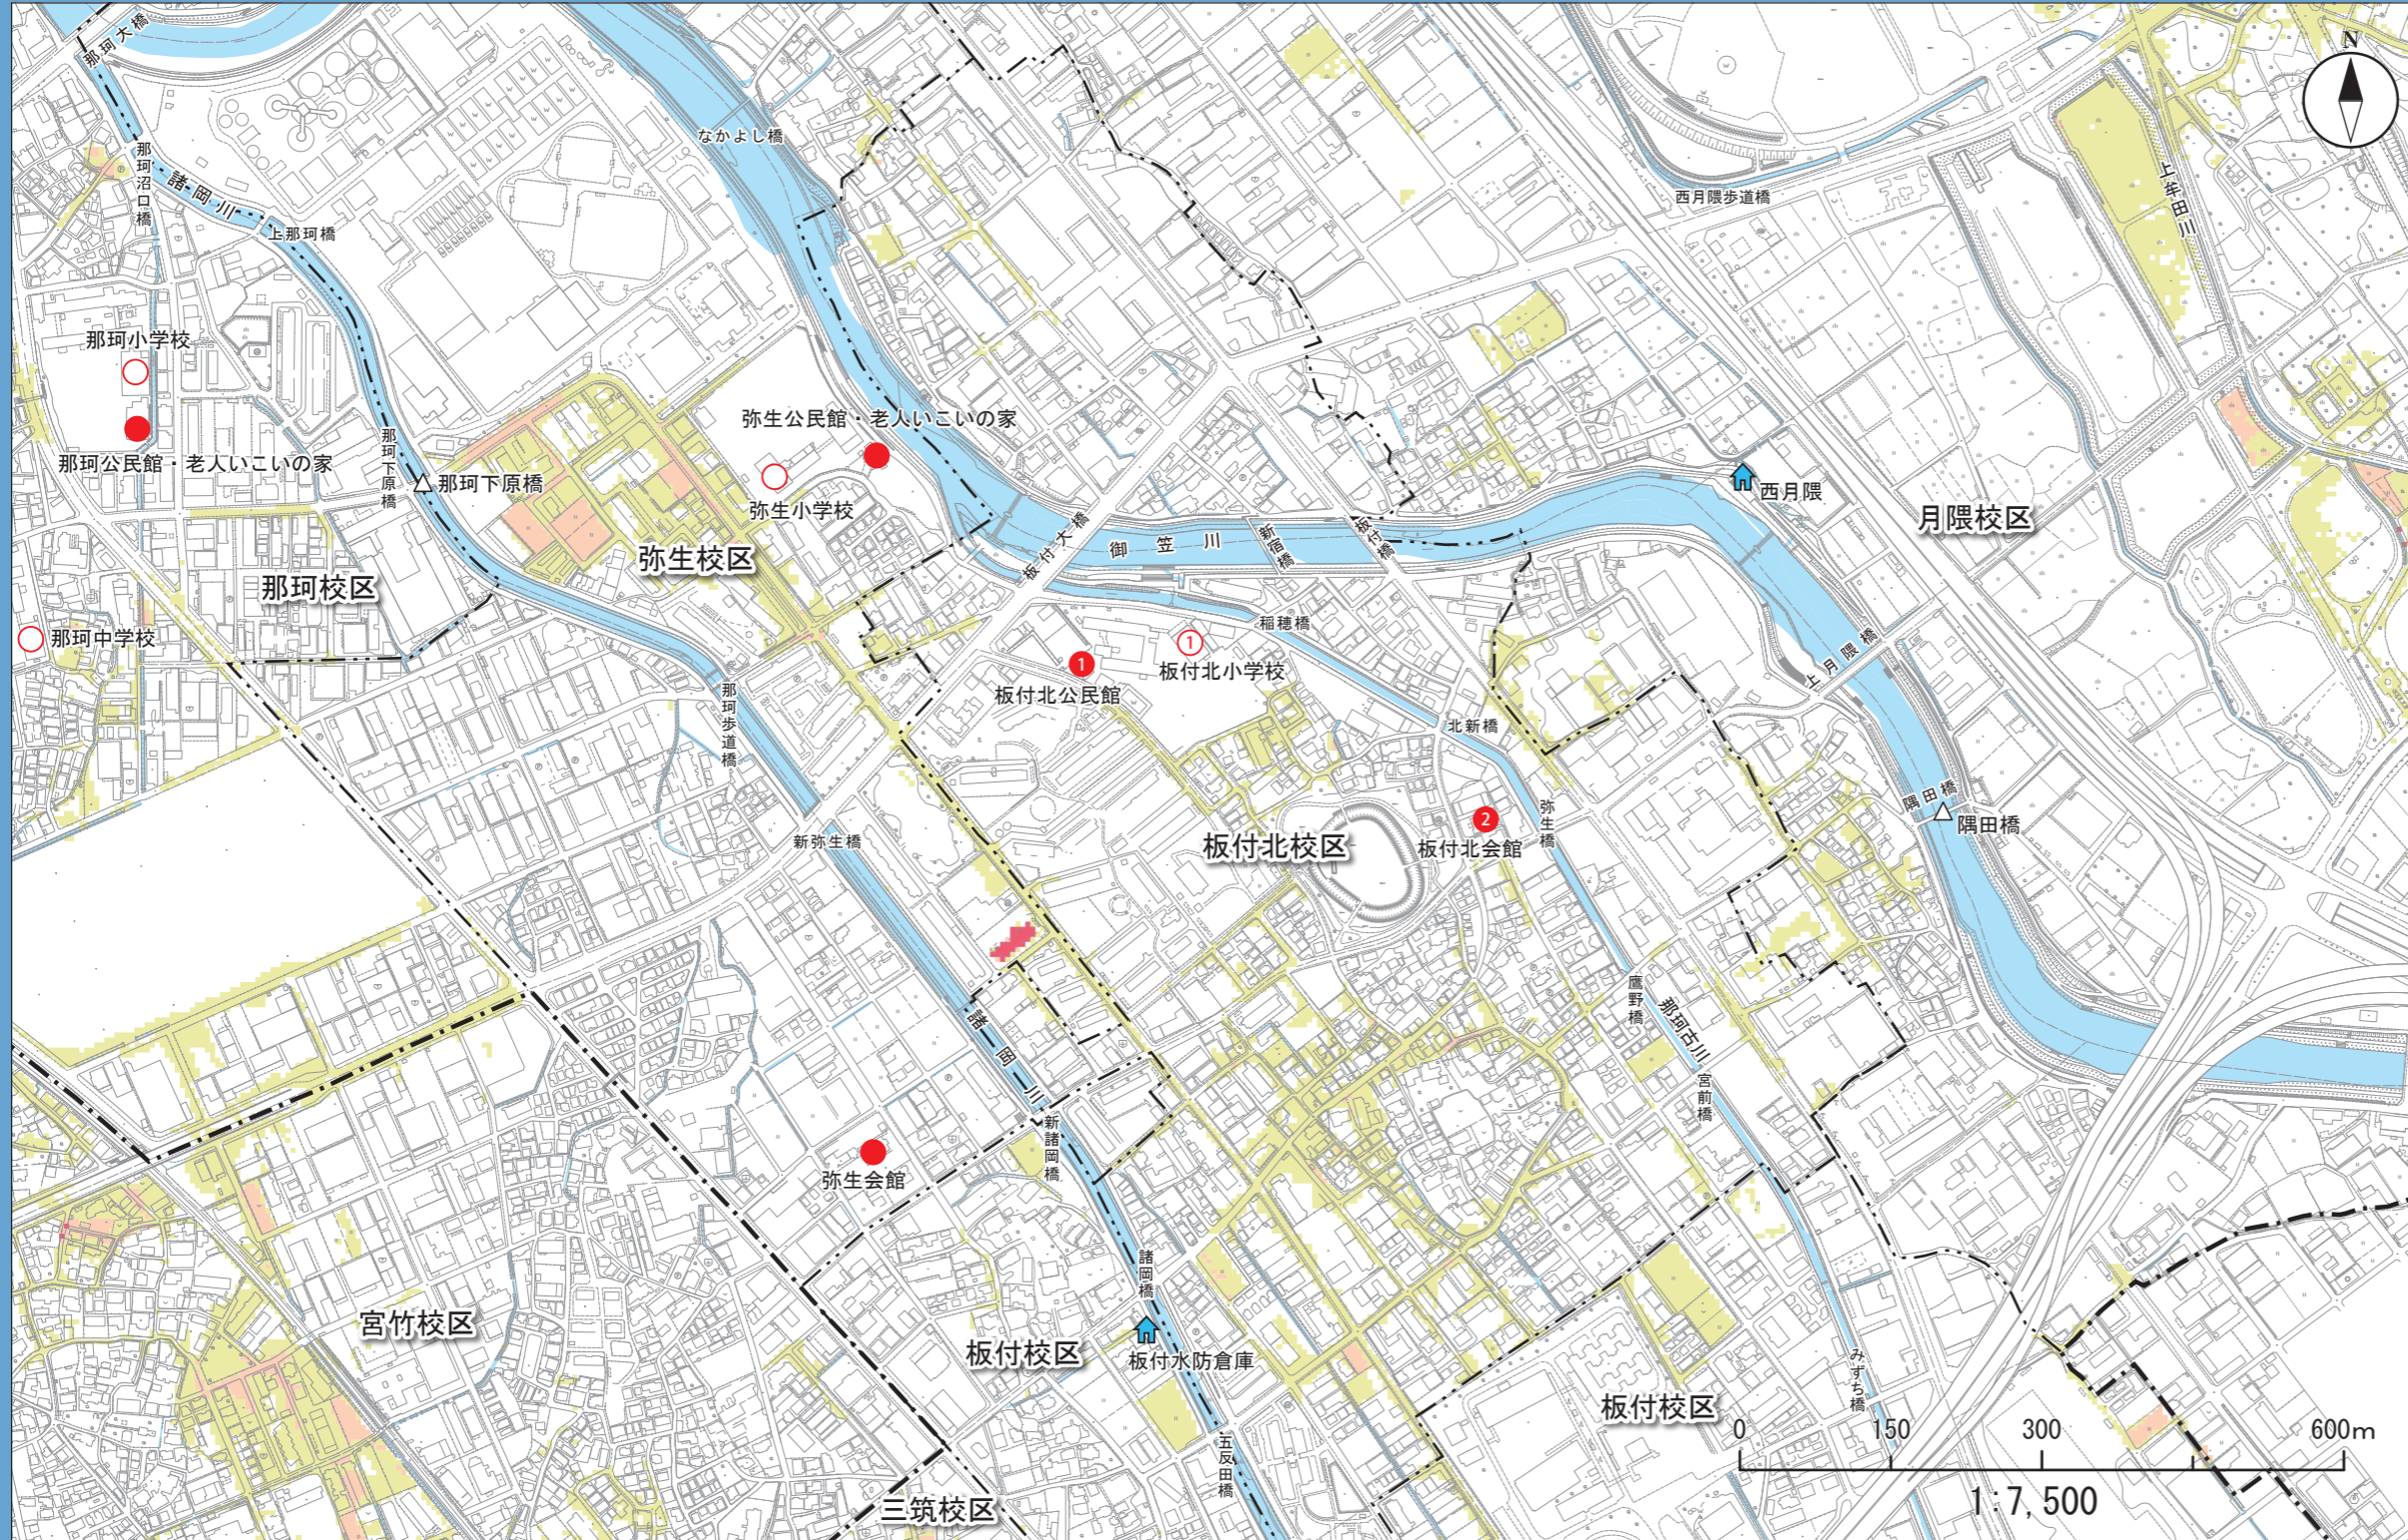 那珂大橋
N
なかよし橋
那珂沼口橋
諸岡川
上牟田川
西月隈歩道橋
上那珂橋
那珂小学校
弥生公民館・老人いこいの家
那珂下原橋
那珂公民館・老人いこいの家
那珂下原橋
弥生小学校
西月隈
月隈校区
板付大橋
御笠川
新宿橋
板付橋
弥生校区
那珂校区
那珂中学校
稲穂橋
1
1
板付北小学校
上月隈橋
板付北公民館
那珂歩道橋
北新橋
隈田橋
弥生橋
2
隈田橋
新弥生橋
板付北校区
板付北会館
鷹野橋
那珂古川
諸岡川
宮前橋
新諸岡橋
弥生会館
諸岡橋
宮竹校区
板付校区
板付水防倉庫
みずち橋
板付校区
0 150 300 600m
五反田橋
三筑校区
1:7,500